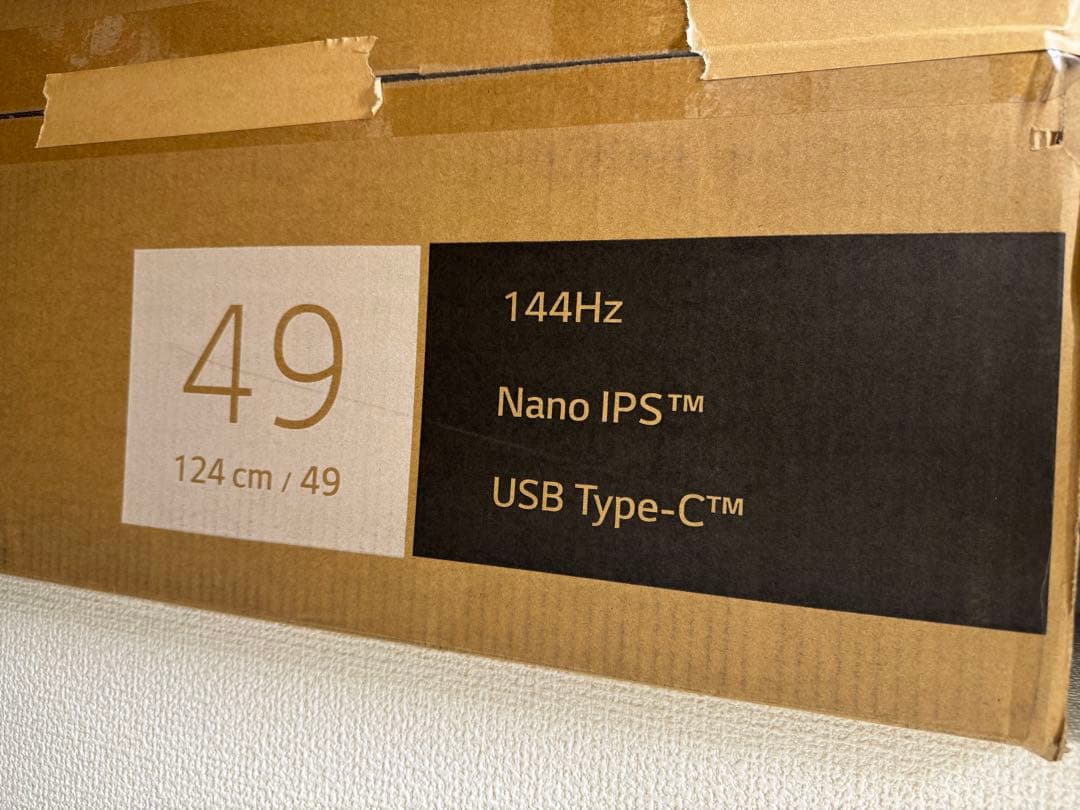 49
124 cm / 49
144Hz
Nano IPS™
USB Type-C™